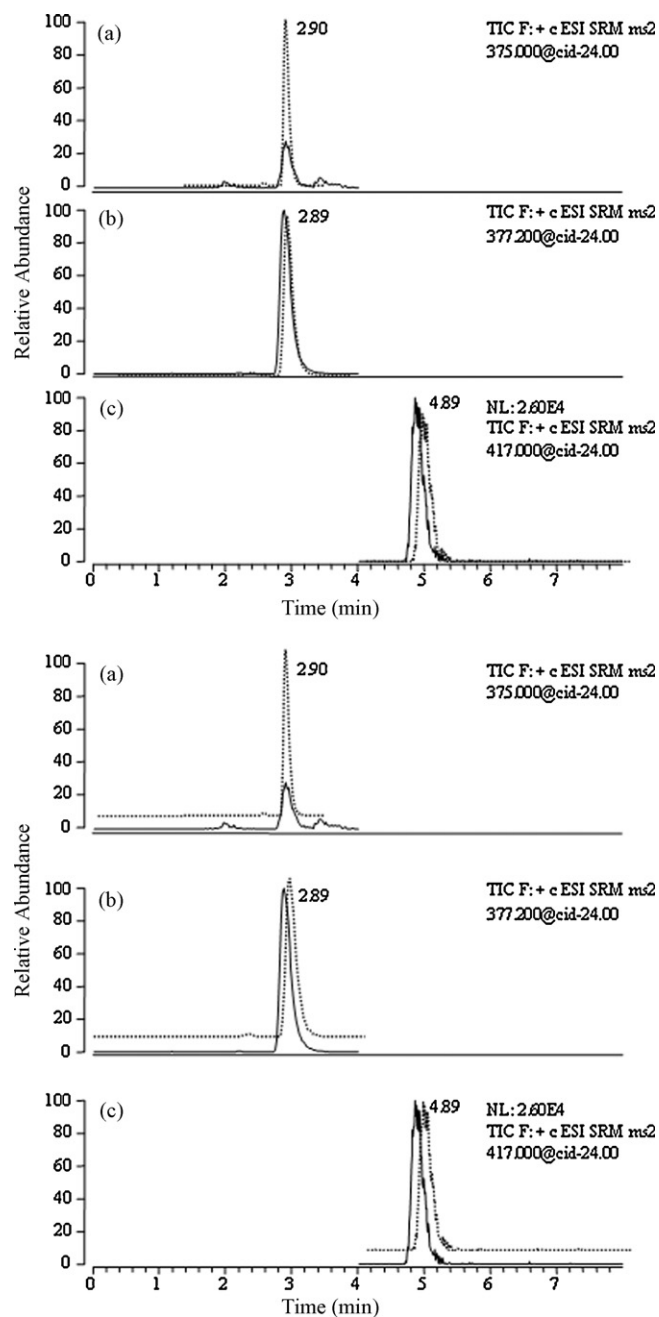 (a)
2.90
TIC F: + c ESI SRM ms2
375.000@cid-24.00
100
80
60
40
20
0
(b)
2.89
TIC F: + c ESI SRM ms2
377.200@cid-24.00
100
80
60
40
20
0
(c)
4.89
NL: 2.60E4
TIC F: + c ESI SRM ms2
417.000@cid-24.00
100
80
60
40
20
0
Relative Abundance
0 1 2 3 4 5 6 7
Time (min)
(a)
2.90
TIC F: + c ESI SRM ms2
375.000@cid-24.00
100
80
60
40
20
0
(b)
2.89
TIC F: + c ESI SRM ms2
377.200@cid-24.00
100
80
60
40
20
0
(c)
4.89
NL: 2.60E4
TIC F: + c ESI SRM ms2
417.000@cid-24.00
100
80
60
40
20
0
Relative Abundance
0 1 2 3 4 5 6 7
Time (min)